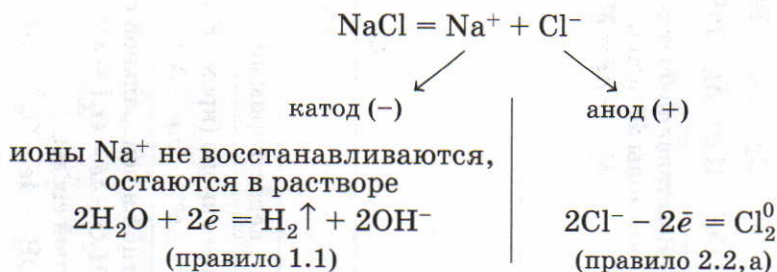 NaCl = Na⁺ + Cl⁻
катод (–)
анод (+)
ионы Na⁺ не восстанавливаются,
остаются в растворе
2H₂O + 2ē = H₂↑ + 2OH⁻
2Cl⁻ – 2ē = Cl₂⁰
(правило 1.1)
(правило 2.2, а)